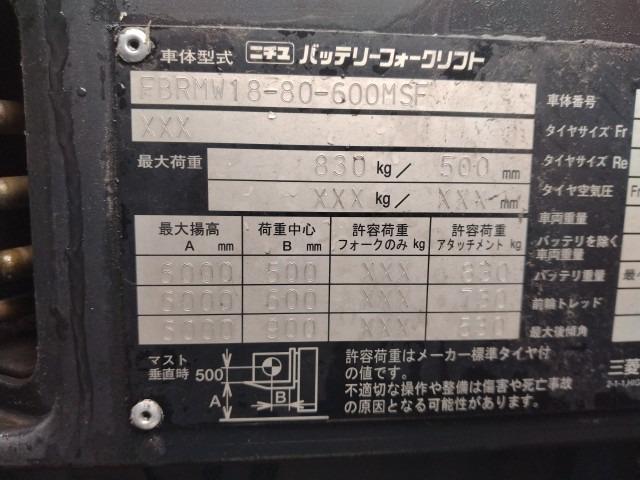 車体型式 ニチユ バッテリーフォークリフト
FBRMW18-80-600MSF
XXX
最大荷重 830 kg／ 500 mm
XXX kg／ XXX mm
最大揚高 A mm 荷重中心 B mm 許容荷重 フォークのみ kg 許容荷重 アタッチメント kg
6000 500 XXX 830
6000 600 XXX
6000 XXX
マスト垂直時 500 A B
許容荷重はメーカー標準タイヤ付
の値です。
不適切な操作や整備は傷害や死亡事故
の原因となる可能性があります。
車体番号
タイヤサイズ Fr
タイヤサイズ Re
タイヤ空気圧 Fr
車両重量
バッテリを除く
車両重量
バッテリ重量
前輪トレッド
最大後傾角
三菱